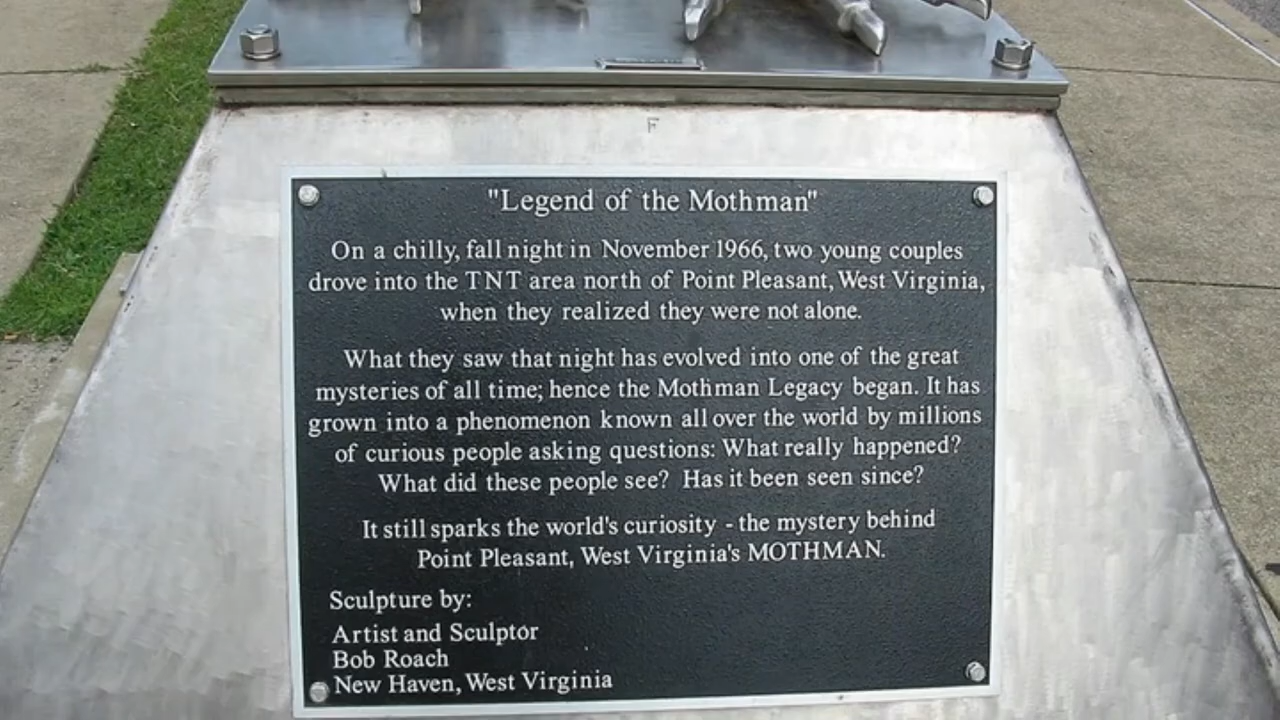 F
"Legend of the Mothman"
On a chilly, fall night in November 1966, two young couples
drove into the TNT area north of Point Pleasant, West Virginia,
when they realized they were not alone.
What they saw that night has evolved into one of the great
mysteries of all time; hence the Mothman Legacy began. It has
grown into a phenomenon known all over the world by millions
of curious people asking questions: What really happened?
What did these people see? Has it been seen since?
It still sparks the world's curiosity - the mystery behind
Point Pleasant, West Virginia's MOTHMAN.
Sculpture by:
Artist and Sculptor
Bob Roach
New Haven, West Virginia